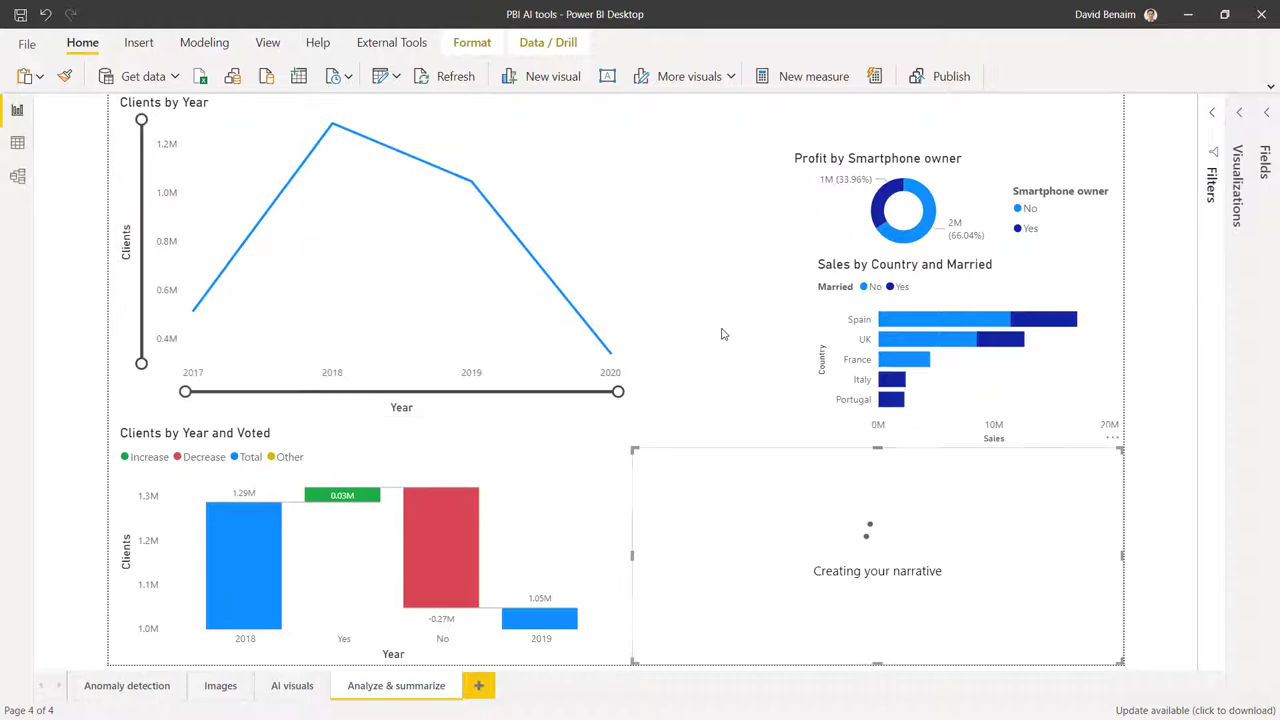 PBI AI tools - Power BI Desktop
David Benaim
File Home Insert Modeling View Help External Tools Format Data / Drill
Get data Refresh New visual More visuals New measure Publish
Clients by Year
1.2M
1.0M
0.8M
0.6M
0.4M
Clients
2017 2018 2019 2020
Year
Profit by Smartphone owner
1M (33.96%)
2M
(66.04%)
Smartphone owner
No
Yes
Sales by Country and Married
Married No Yes
Spain
UK
France
Italy
Portugal
Country
0M 10M 20M
Sales
Clients by Year and Voted
Increase Decrease Total Other
1.3M
1.2M
1.1M
1.0M
Clients
1.29M
0.03M
-0.27M
1.05M
2018 Yes No 2019
Year
Creating your narrative
Filters
Visualizations
Fields
Anomaly detection Images AI visuals Analyze & summarize
Page 4 of 4
Update available (click to download)